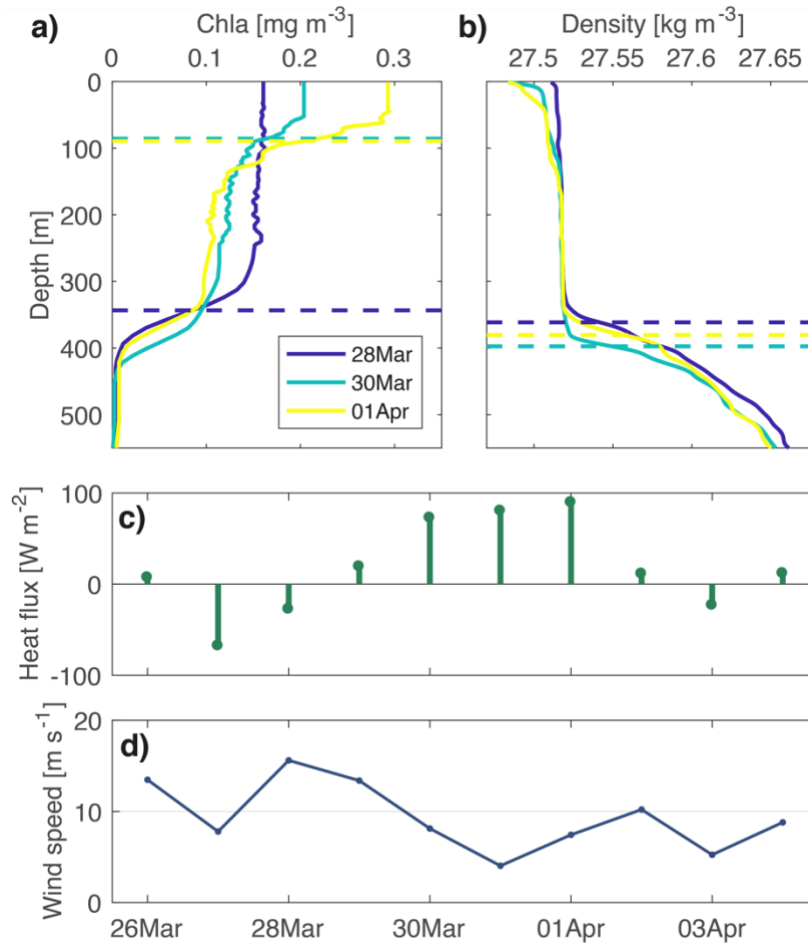 a) Chla [mg m⁻³] b) Density [kg m⁻³]
0 0.1 0.2 0.3 27.5 27.55 27.6 27.65
0
100
200
300
400
500
Depth [m]
28Mar
30Mar
01Apr
c)
100
0
-100
Heat flux [W m⁻²]
d)
20
10
0
Wind speed [m s⁻¹]
26Mar 28Mar 30Mar 01Apr 03Apr